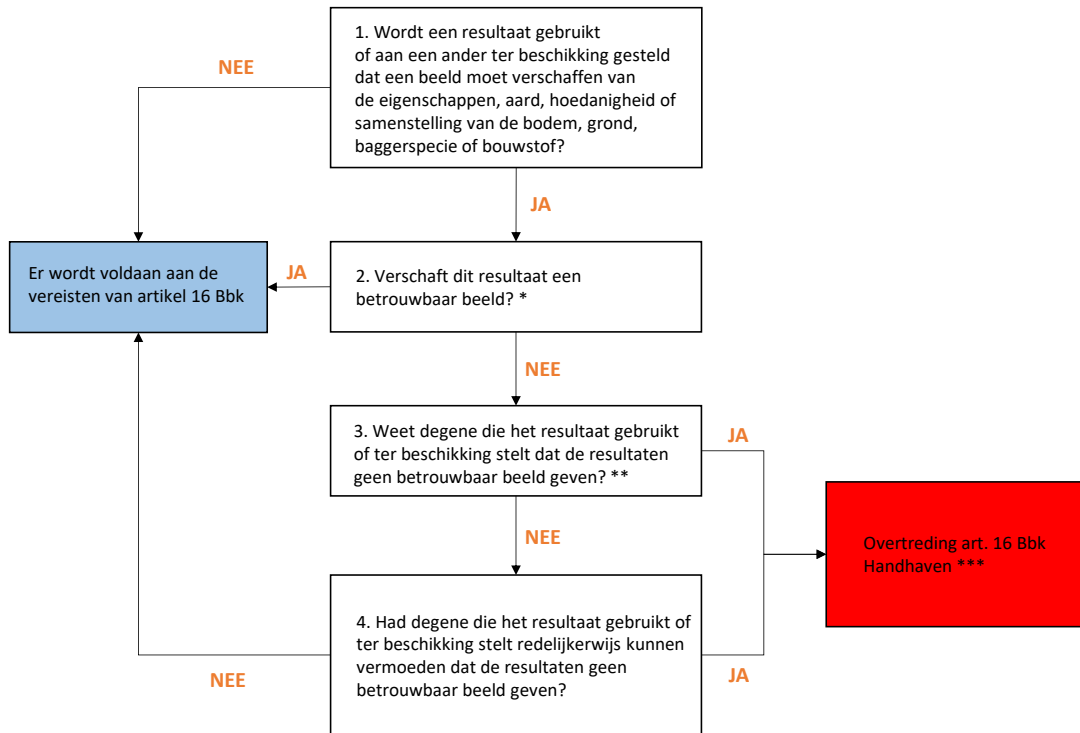 1. Wordt een resultaat gebruikt
of aan een ander ter beschikking gesteld
dat een beeld moet verschaffen van
de eigenschappen, aard, hoedanigheid of
samenstelling van de bodem, grond,
baggerspecie of bouwstof?
NEE
JA
Er wordt voldaan aan de
vereisten van artikel 16 Bbk
JA
2. Verschaft dit resultaat een
betrouwbaar beeld? *
NEE
3. Weet degene die het resultaat gebruikt
of ter beschikking stelt dat de resultaten
geen betrouwbaar beeld geven? **
JA
NEE
Overtreding art. 16 Bbk
Handhaven ***
4. Had degene die het resultaat gebruikt of
ter beschikking stelt redelijkerwijs kunnen
vermoeden dat de resultaten geen
betrouwbaar beeld geven?
NEE
JA